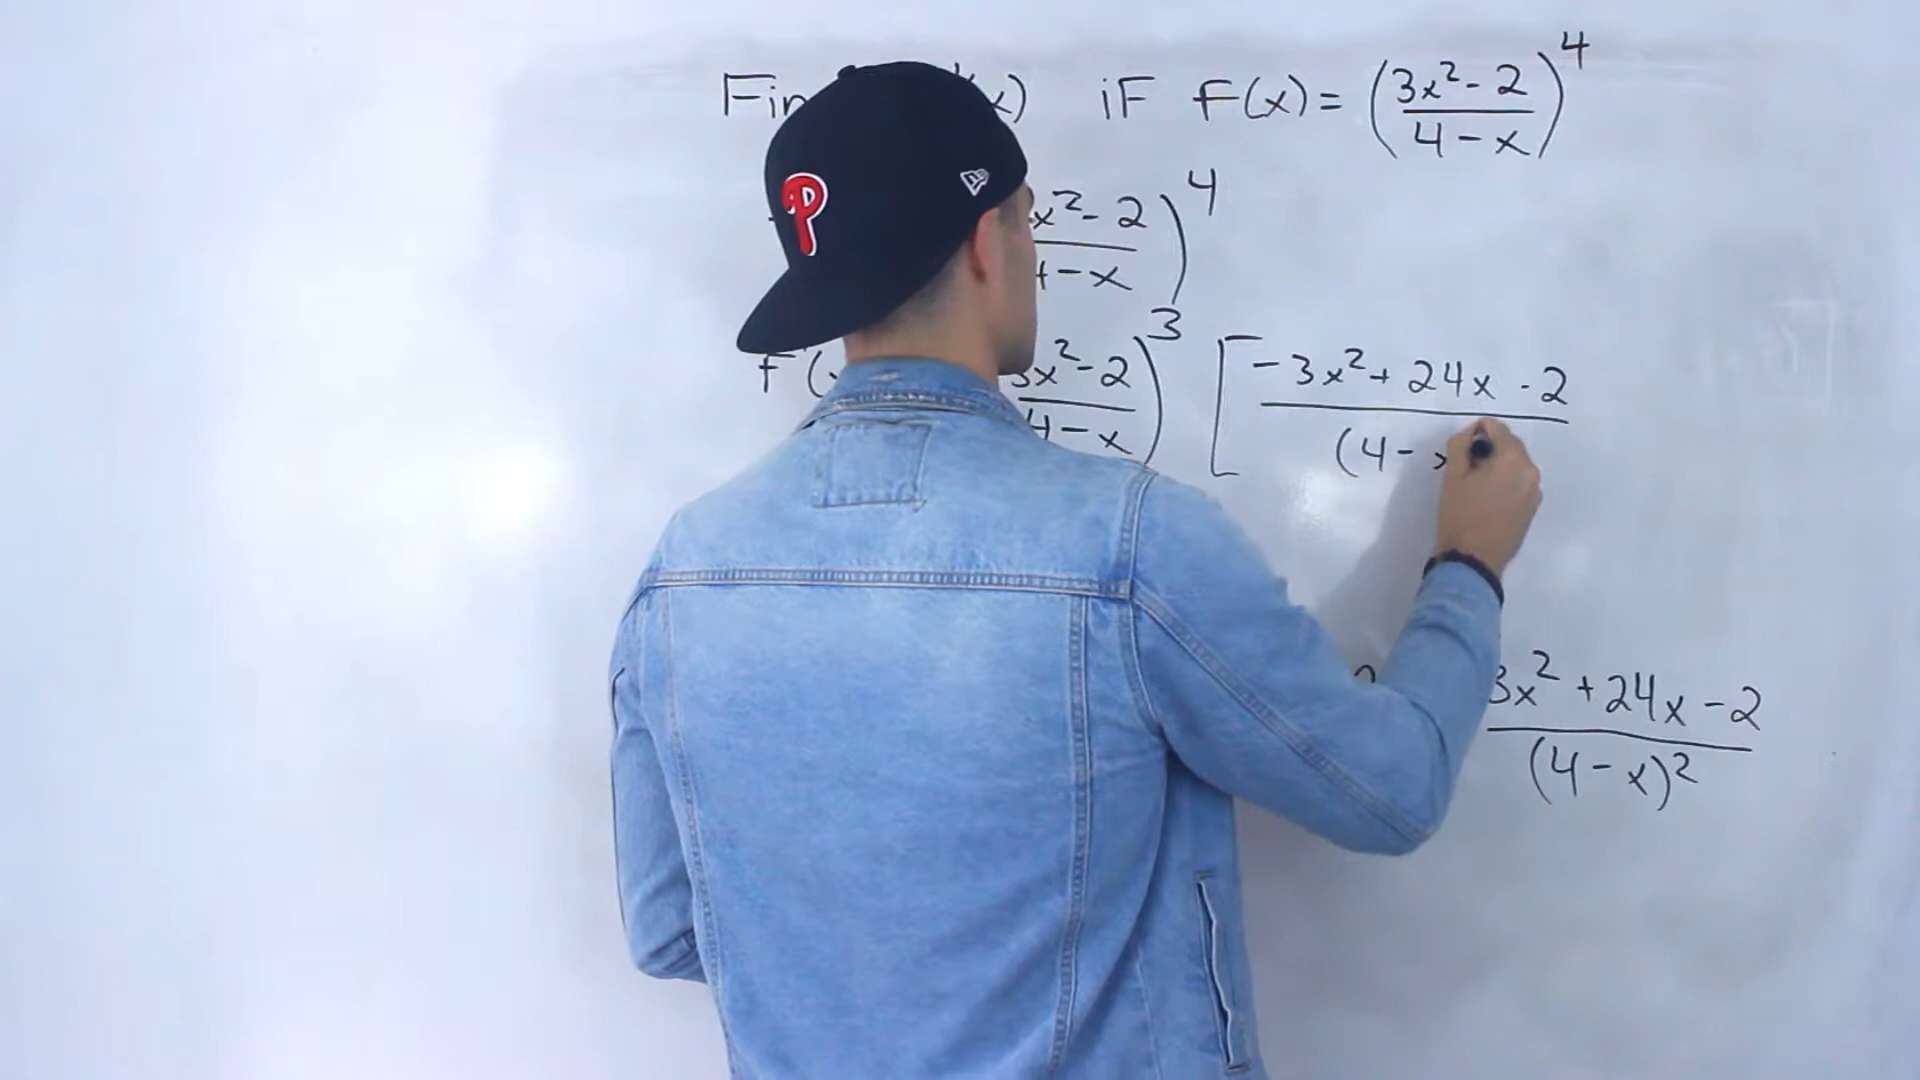 iF F(x) = (3x² - 2 / 4 - x)⁴
x² - 2 / 4 - x)⁴
F'( 3x² - 2 / 4 - x)³ [ -3x² + 24x - 2 / (4 - x
3x² + 24x - 2 / (4 - x)²
P